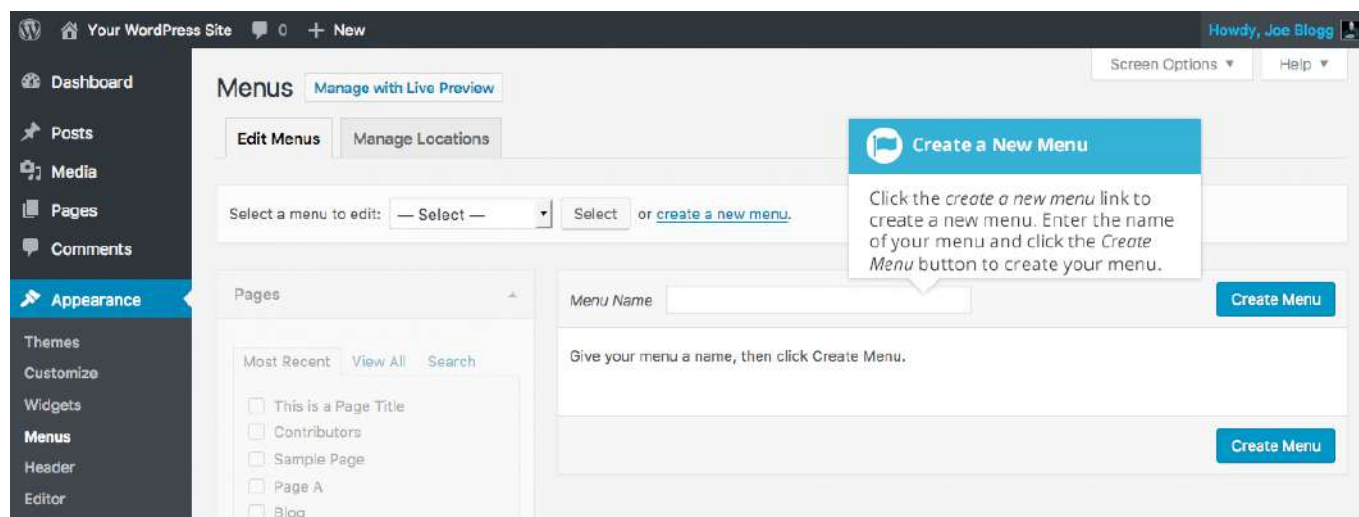 Your WordPress Site 0 + New Howdy, Joe Blogg
Screen Options Help
Dashboard
Posts
Media
Pages
Comments
Appearance
Themes
Customize
Widgets
Menus
Header
Editor
Menus Manage with Live Preview
Edit Menus Manage Locations
Select a menu to edit: — Select — Select or create a new menu.
Create a New Menu
Click the create a new menu link to
create a new menu. Enter the name
of your menu and click the Create
Menu button to create your menu.
Pages
Most Recent View All Search
This is a Page Title
Contributors
Sample Page
Page A
Blog
Menu Name Create Menu
Give your menu a name, then click Create Menu.
Create Menu